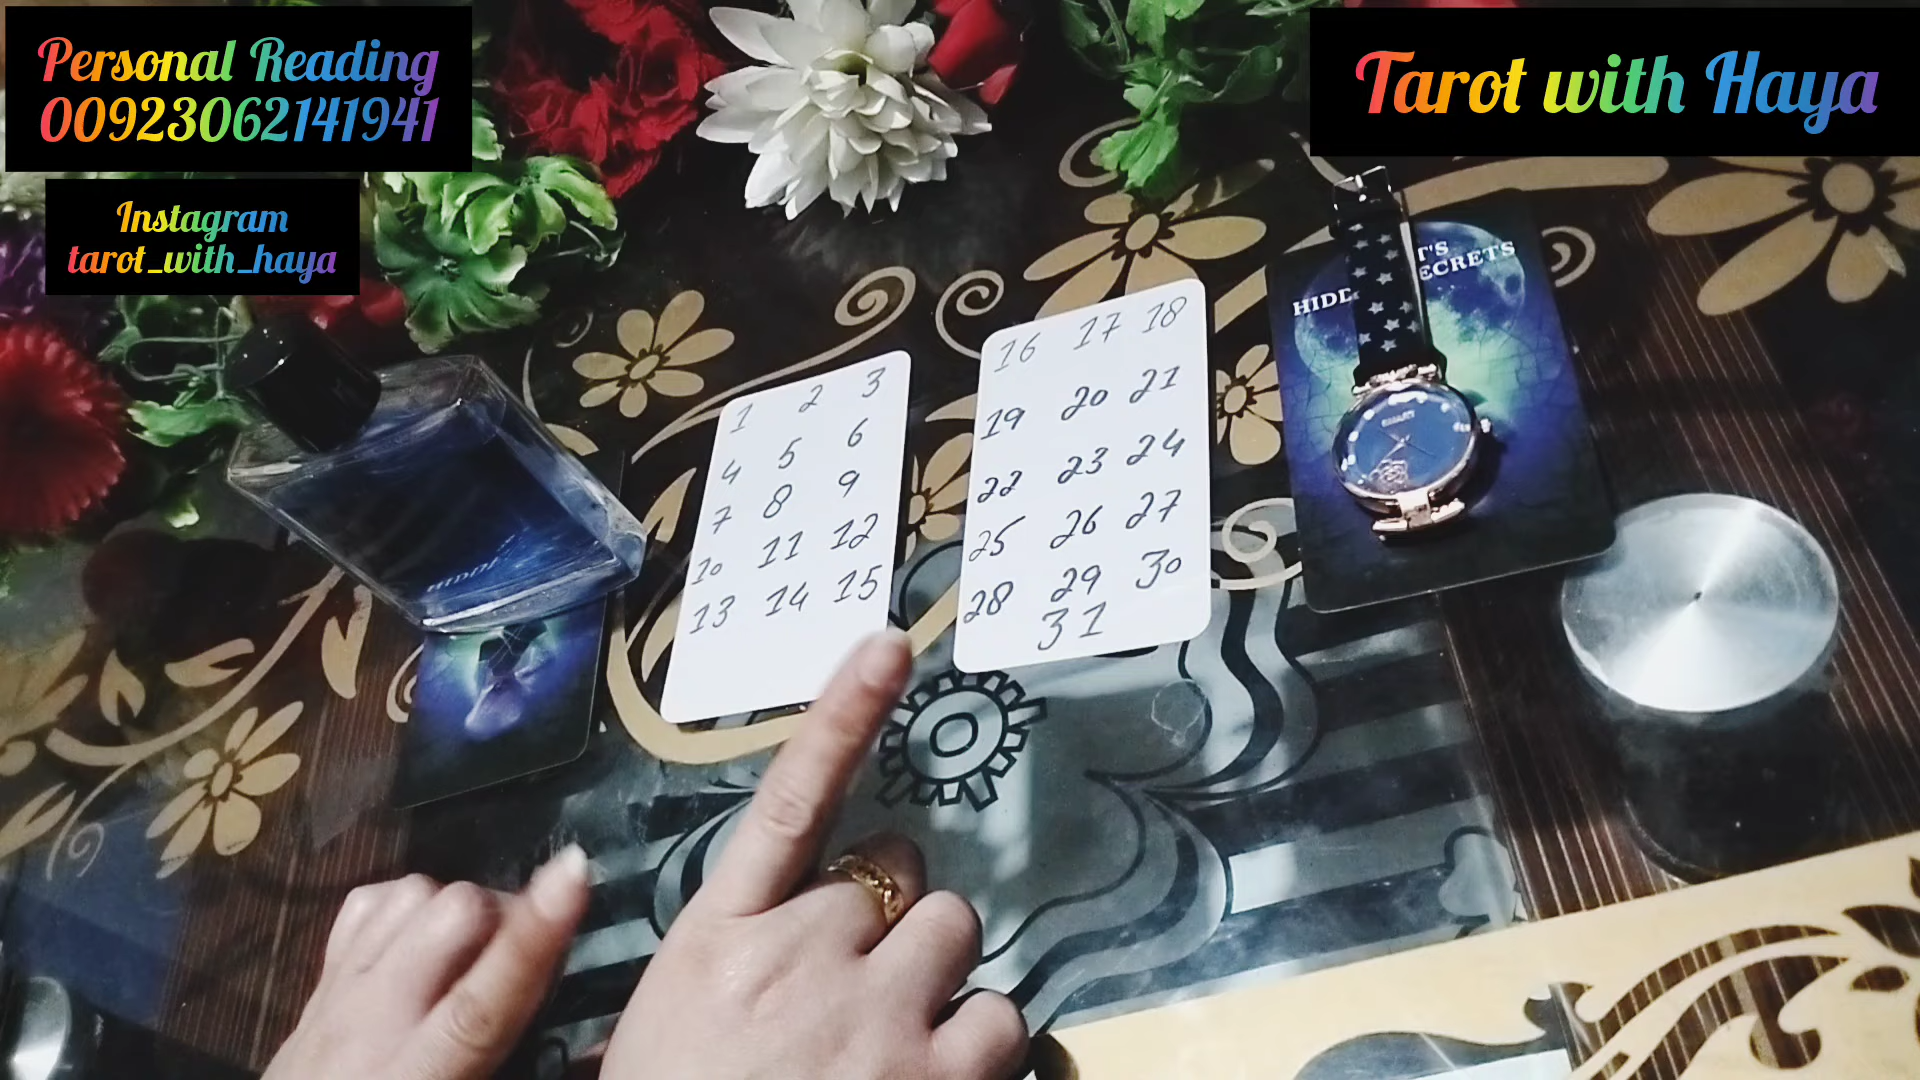 Personal Reading
00923062141941
Instagram
tarot_with_haya
Tarot with Haya
1 2 3
4 5 6
7 8 9
10 11 12
13 14 15
16 17 18
19 20 21
22 23 24
25 26 27
28 29 30
31
T'S
HIDD ECRETS